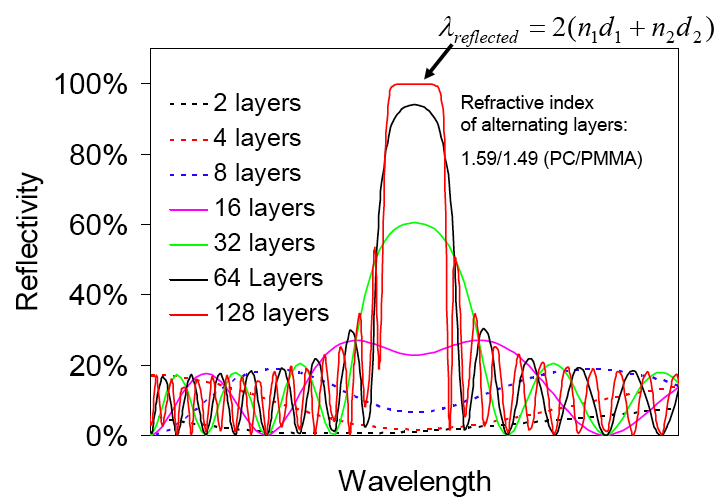 λreflected = 2(n1d1 + n2d2)
100%
80%
60%
40%
20%
0%
Reflectivity
2 layers
4 layers
8 layers
16 layers
32 layers
64 Layers
128 layers
Refractive index
of alternating layers:
1.59/1.49 (PC/PMMA)
Wavelength